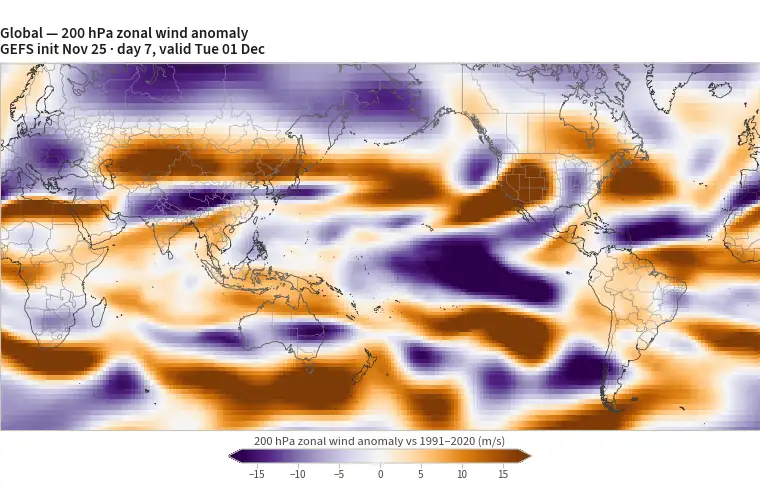 Global — 200 hPa zonal wind anomaly
GEFS init Nov 25 · day 7, valid Tue 01 Dec
200 hPa zonal wind anomaly vs 1991–2020 (m/s)
−15 −10 −5 0 5 10 15